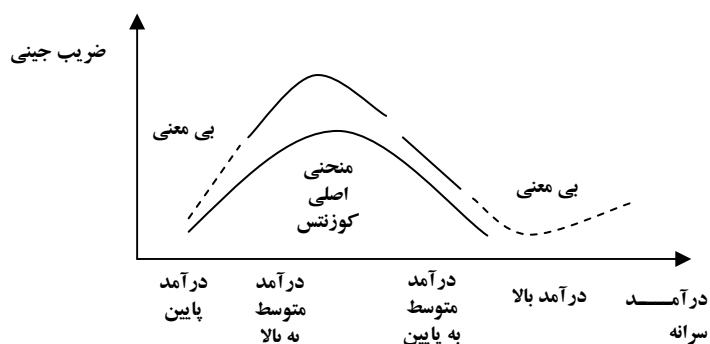 ضریب جینی
بی معنی
منحنی
اصلی
کوزنتس
بی معنی
درآمد
پایین
درآمد
متوسط
به بالا
درآمد
متوسط
به پایین
درآمد بالا
درآمــــد
سرانه